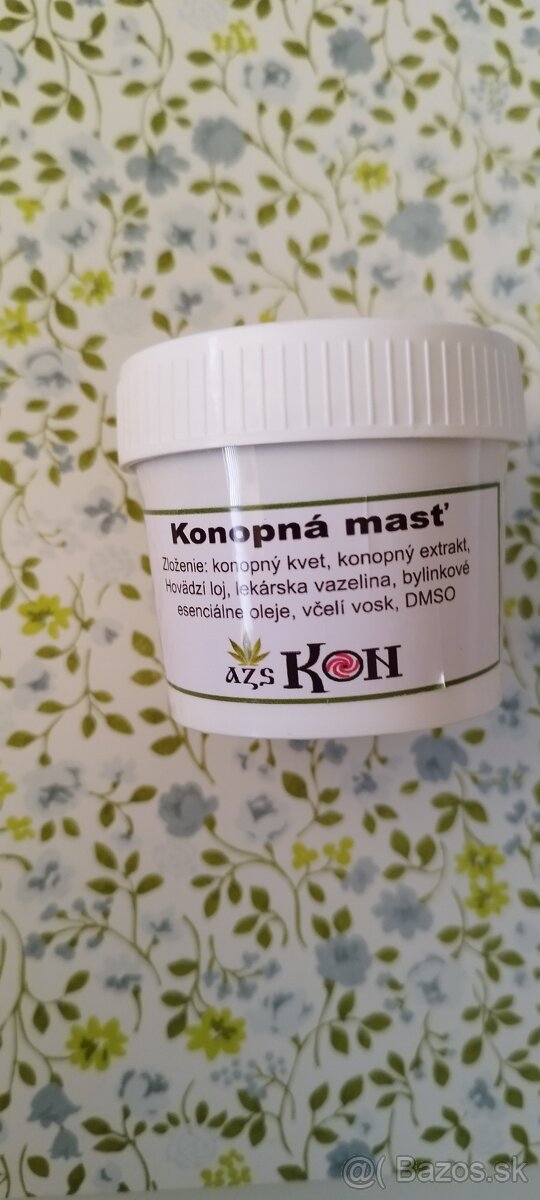 Konopná masť
Zloženie: konopný kvet, konopný extrakt,
Hovädzí loj, lekárska vazelina, bylinkové
esenciálne oleje, včelí vosk, DMSO
azs KON
@( Bazos.sk